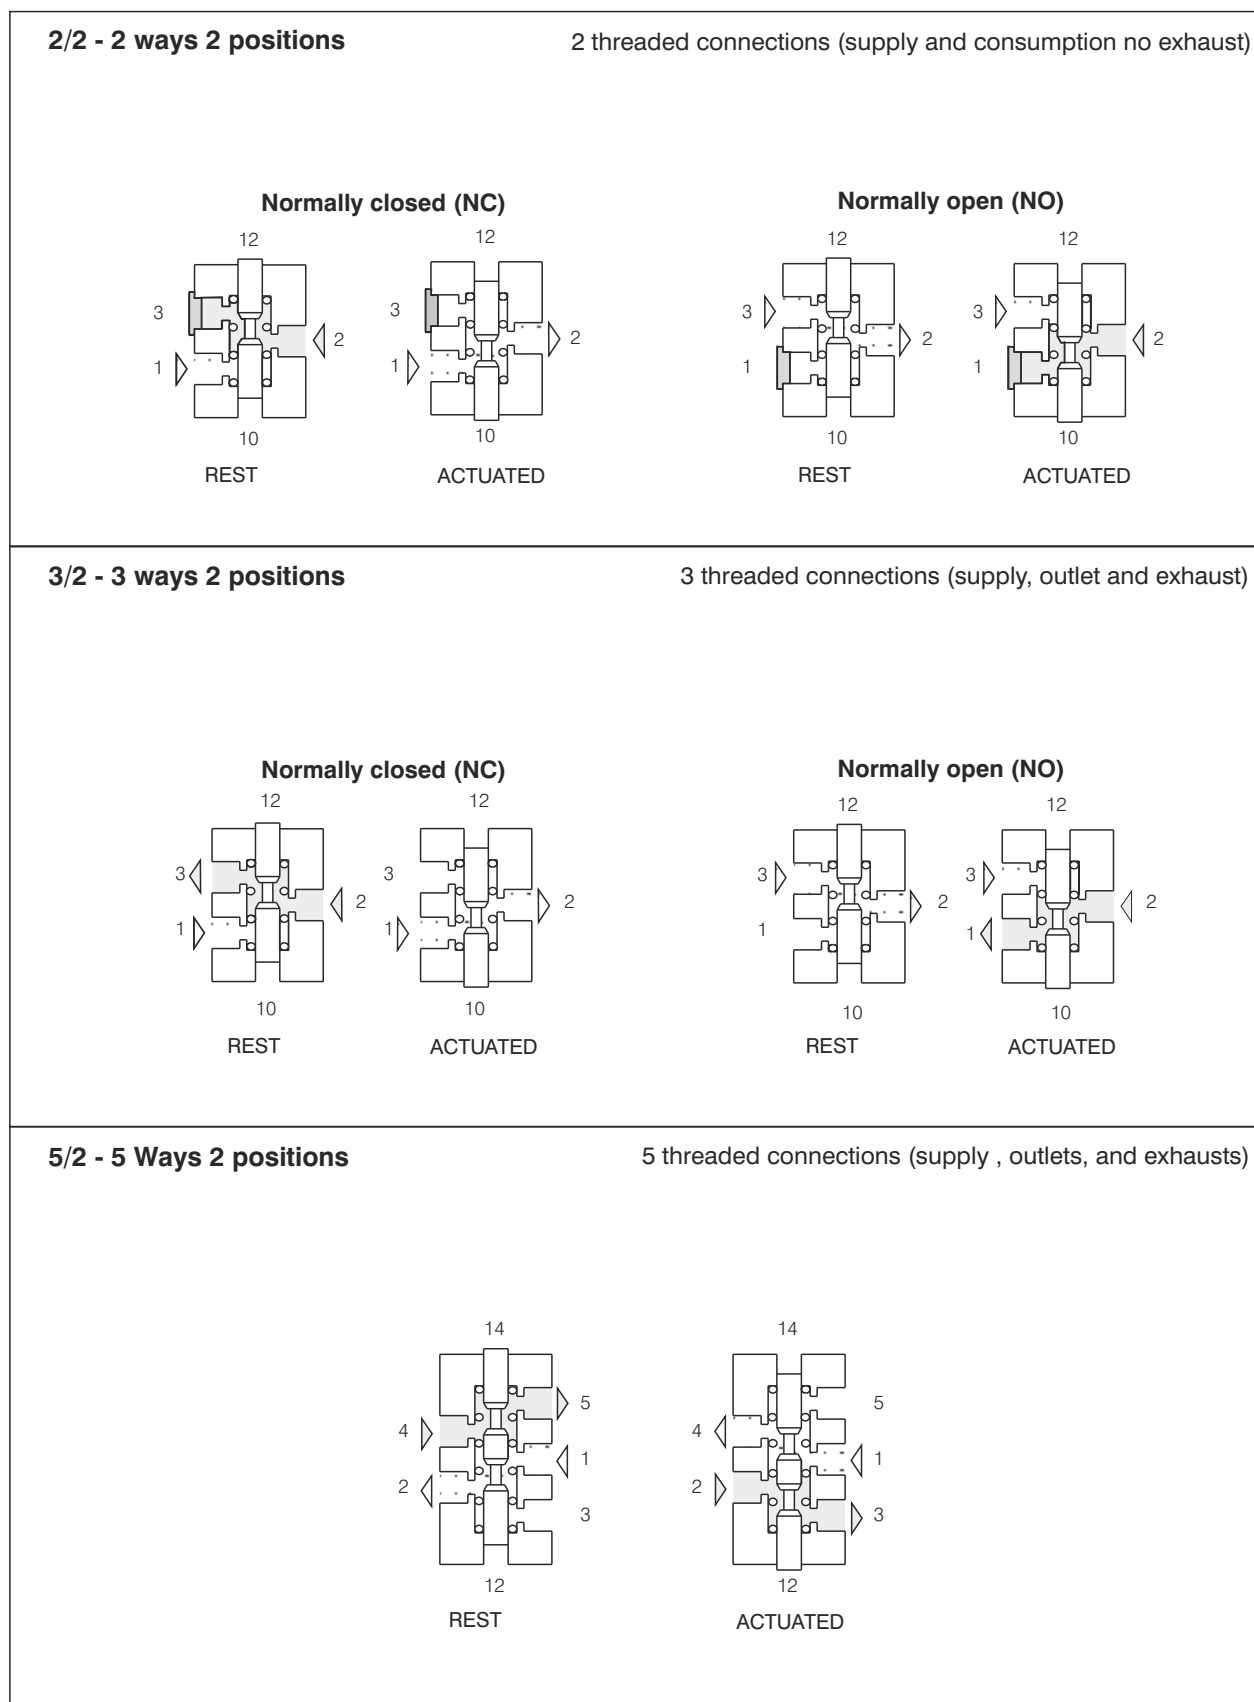 2/2 - 2 ways 2 positions
2 threaded connections (supply and consumption no exhaust)
Normally closed (NC)
Normally open (NO)
12
12
12
12
3
3
3
3
2
2
2
2
1
1
1
1
10
10
10
10
REST
ACTUATED
REST
ACTUATED
3/2 - 3 ways 2 positions
3 threaded connections (supply, outlet and exhaust)
Normally closed (NC)
Normally open (NO)
12
12
12
12
3
3
3
3
2
2
2
2
1
1
1
1
10
10
10
10
REST
ACTUATED
REST
ACTUATED
5/2 - 5 Ways 2 positions
5 threaded connections (supply , outlets, and exhausts)
14
14
5
5
4
4
1
1
2
2
3
3
12
12
REST
ACTUATED